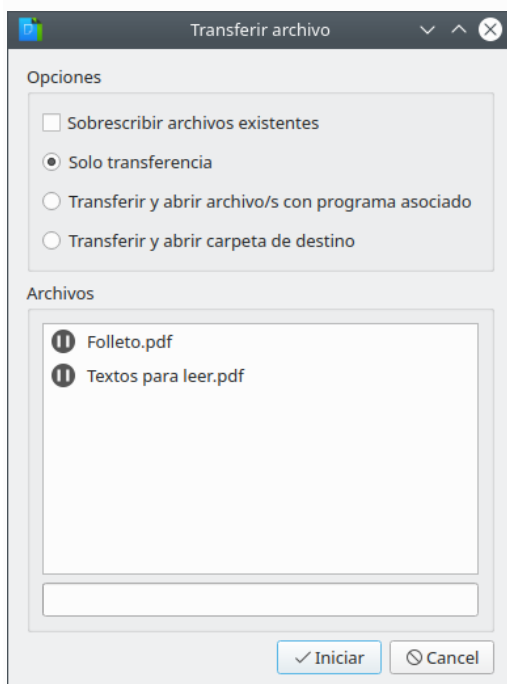 Transferir archivo
Opciones
Sobrescribir archivos existentes
Solo transferencia
Transferir y abrir archivo/s con programa asociado
Transferir y abrir carpeta de destino
Archivos
Folleto.pdf
Textos para leer.pdf
Iniciar
Cancel